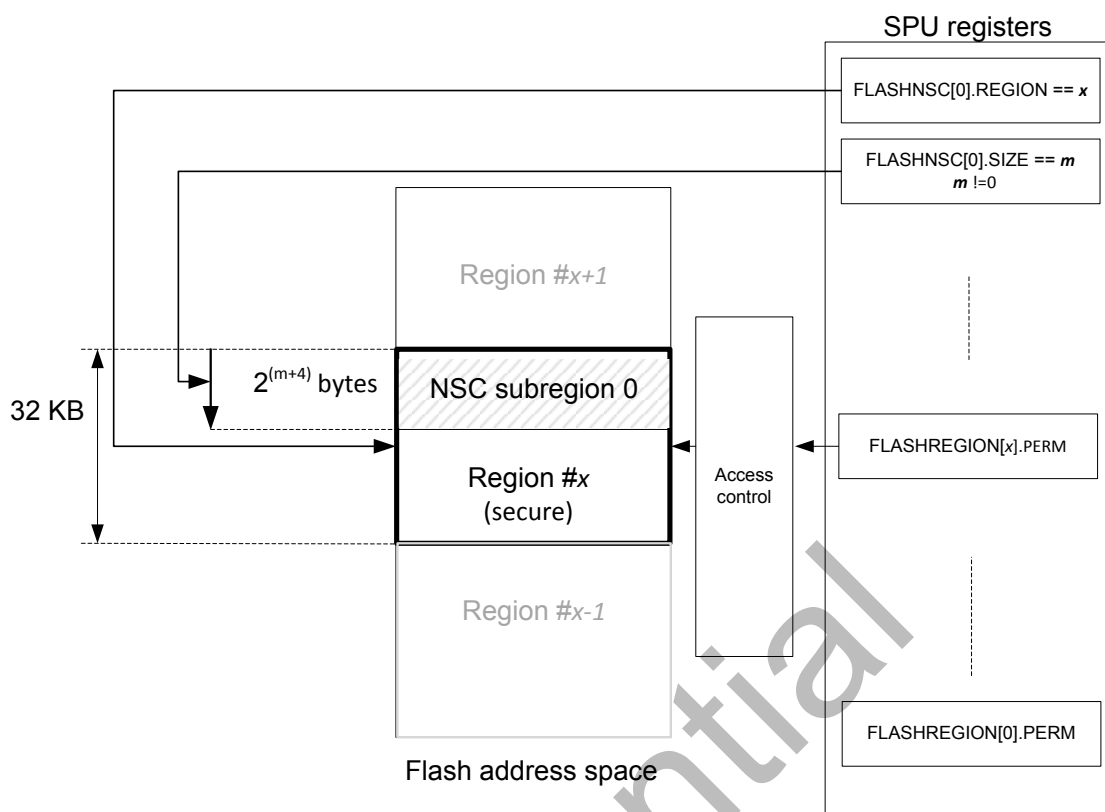 SPU registers
FLASHNSC[0].REGION == x
FLASHNSC[0].SIZE == m
m !=0
Region #x+1
2^(m+4) bytes
NSC subregion 0
32 KB
Region #x
(secure)
Access
control
FLASHREGION[x].PERM
Region #x-1
FLASHREGION[0].PERM
Flash address space
ntial